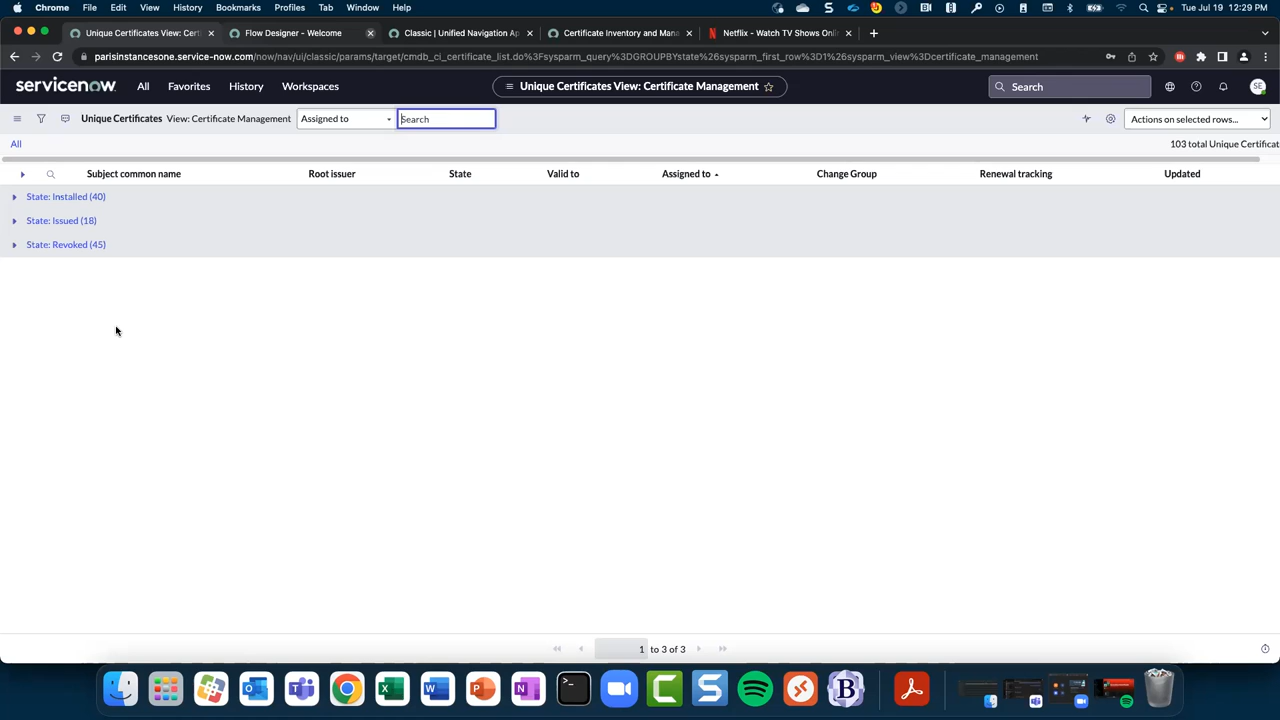 Chrome File Edit View History Bookmarks Profiles Tab Window Help Tue Jul 19 12:29 PM
Unique Certificates View: Cert Flow Designer - Welcome Classic | Unified Navigation Ap Certificate Inventory and Mana Netflix - Watch TV Shows Onli
parisinstancesone.service-now.com/now/nav/ui/classic/params/target/cmdb_ci_certificate_list.do%3Fsysparm_query%3DGROUPBYstate%26sysparm_first_row%3D1%26sysparm_view%3Dcertificate_management
servicenow All Favorites History Workspaces Unique Certificates View: Certificate Management Search SE
Unique Certificates View: Certificate Management Assigned to Search Actions on selected rows...
All 103 total Unique Certificat
Subject common name Root issuer State Valid to Assigned to Change Group Renewal tracking Updated
State: Installed (40)
State: Issued (18)
State: Revoked (45)
1 to 3 of 3